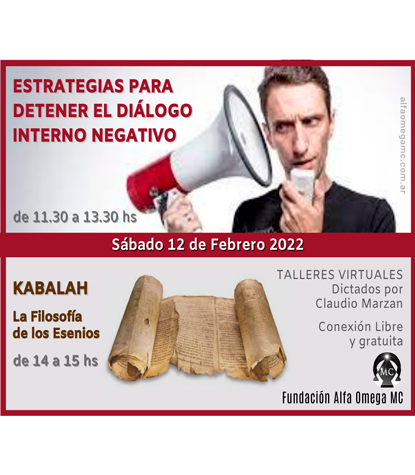 ESTRATEGIAS PARA
DETENER EL DIÁLOGO
INTERNO NEGATIVO
alfaomegamc.com.ar
de 11.30 a 13.30 hs
Sábado 12 de Febrero 2022
KABALAH
La Filosofía
de los Esenios
de 14 a 15 hs
TALLERES VIRTUALES
Dictados por
Claudio Marzan
Conexión Libre
y gratuita
MC
Fundación Alfa Omega MC